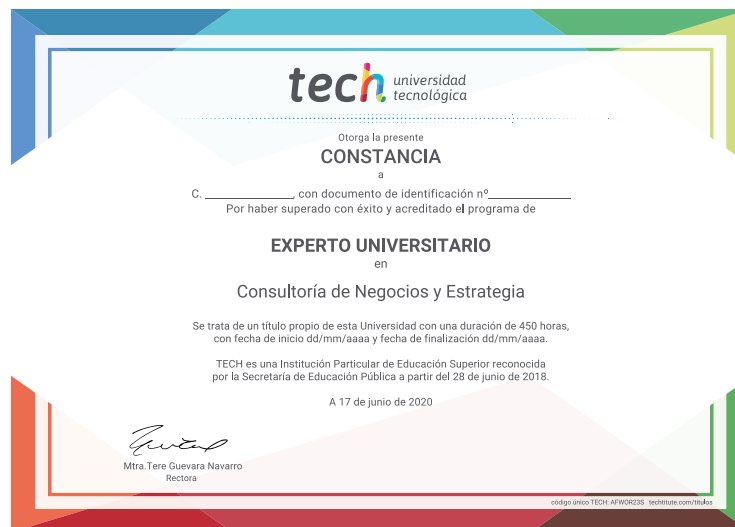 tech universidad
tecnológica
Otorga la presente
CONSTANCIA
a
C. ______________, con documento de identificación nº______________
Por haber superado con éxito y acreditado el programa de
EXPERTO UNIVERSITARIO
en
Consultoría de Negocios y Estrategia
Se trata de un título propio de esta Universidad con una duración de 450 horas,
con fecha de inicio dd/mm/aaaa y fecha de finalización dd/mm/aaaa.
TECH es una Institución Particular de Educación Superior reconocida
por la Secretaría de Educación Pública a partir del 28 de junio de 2018.
A 17 de junio de 2020
Mtra.Tere Guevara Navarro
Rectora
código único TECH: AFWOR23S techtitute.com/títulos